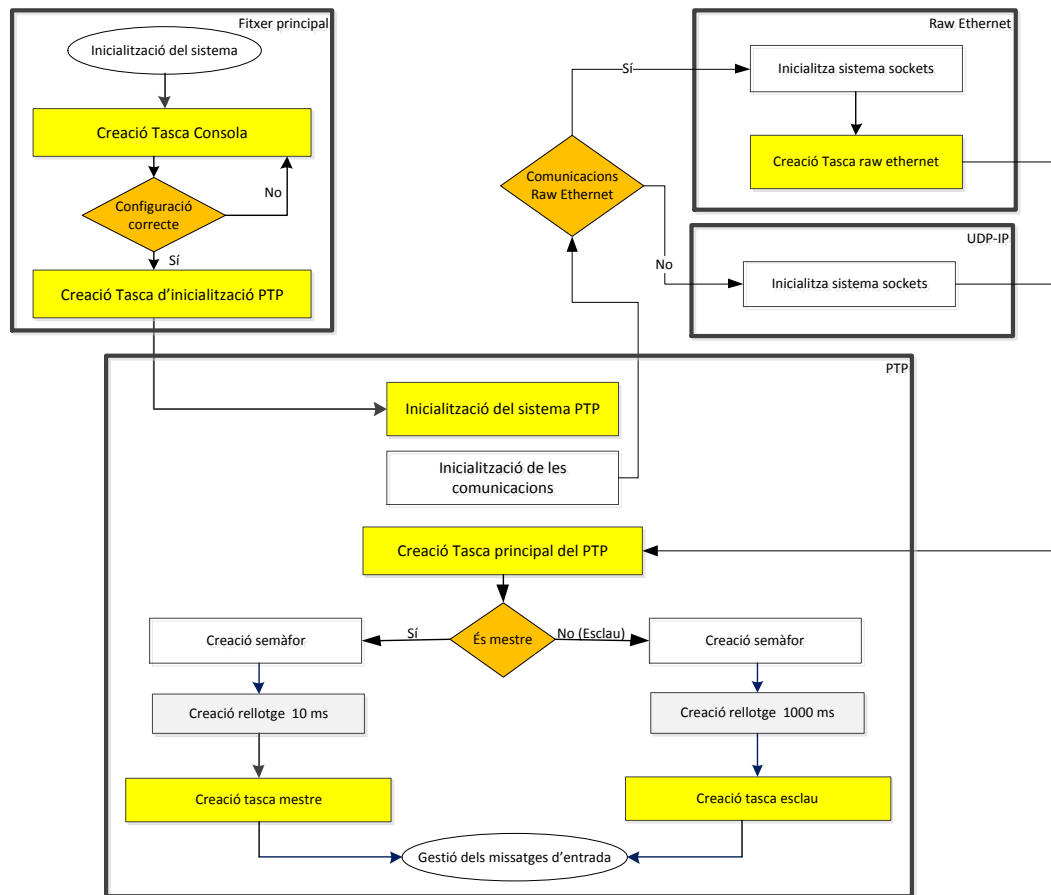 Fitxer principal
Inicialització del sistema
Creació Tasca Consola
No
Configuració
correcte
Sí
Creació Tasca d'inicialització PTP
Raw Ethernet
Sí
Inicialitza sistema sockets
Creació Tasca raw ethernet
Comunicacions
Raw Ethernet
No
UDP-IP
Inicialitza sistema sockets
PTP
Inicialització del sistema PTP
Inicialització de les
comunicacions
Creació Tasca principal del PTP
És mestre
Sí
No (Esclau)
Creació semàfor
Creació semàfor
Creació rellotge 10 ms
Creació rellotge 1000 ms
Creació tasca mestre
Creació tasca esclau
Gestió dels missatges d'entrada